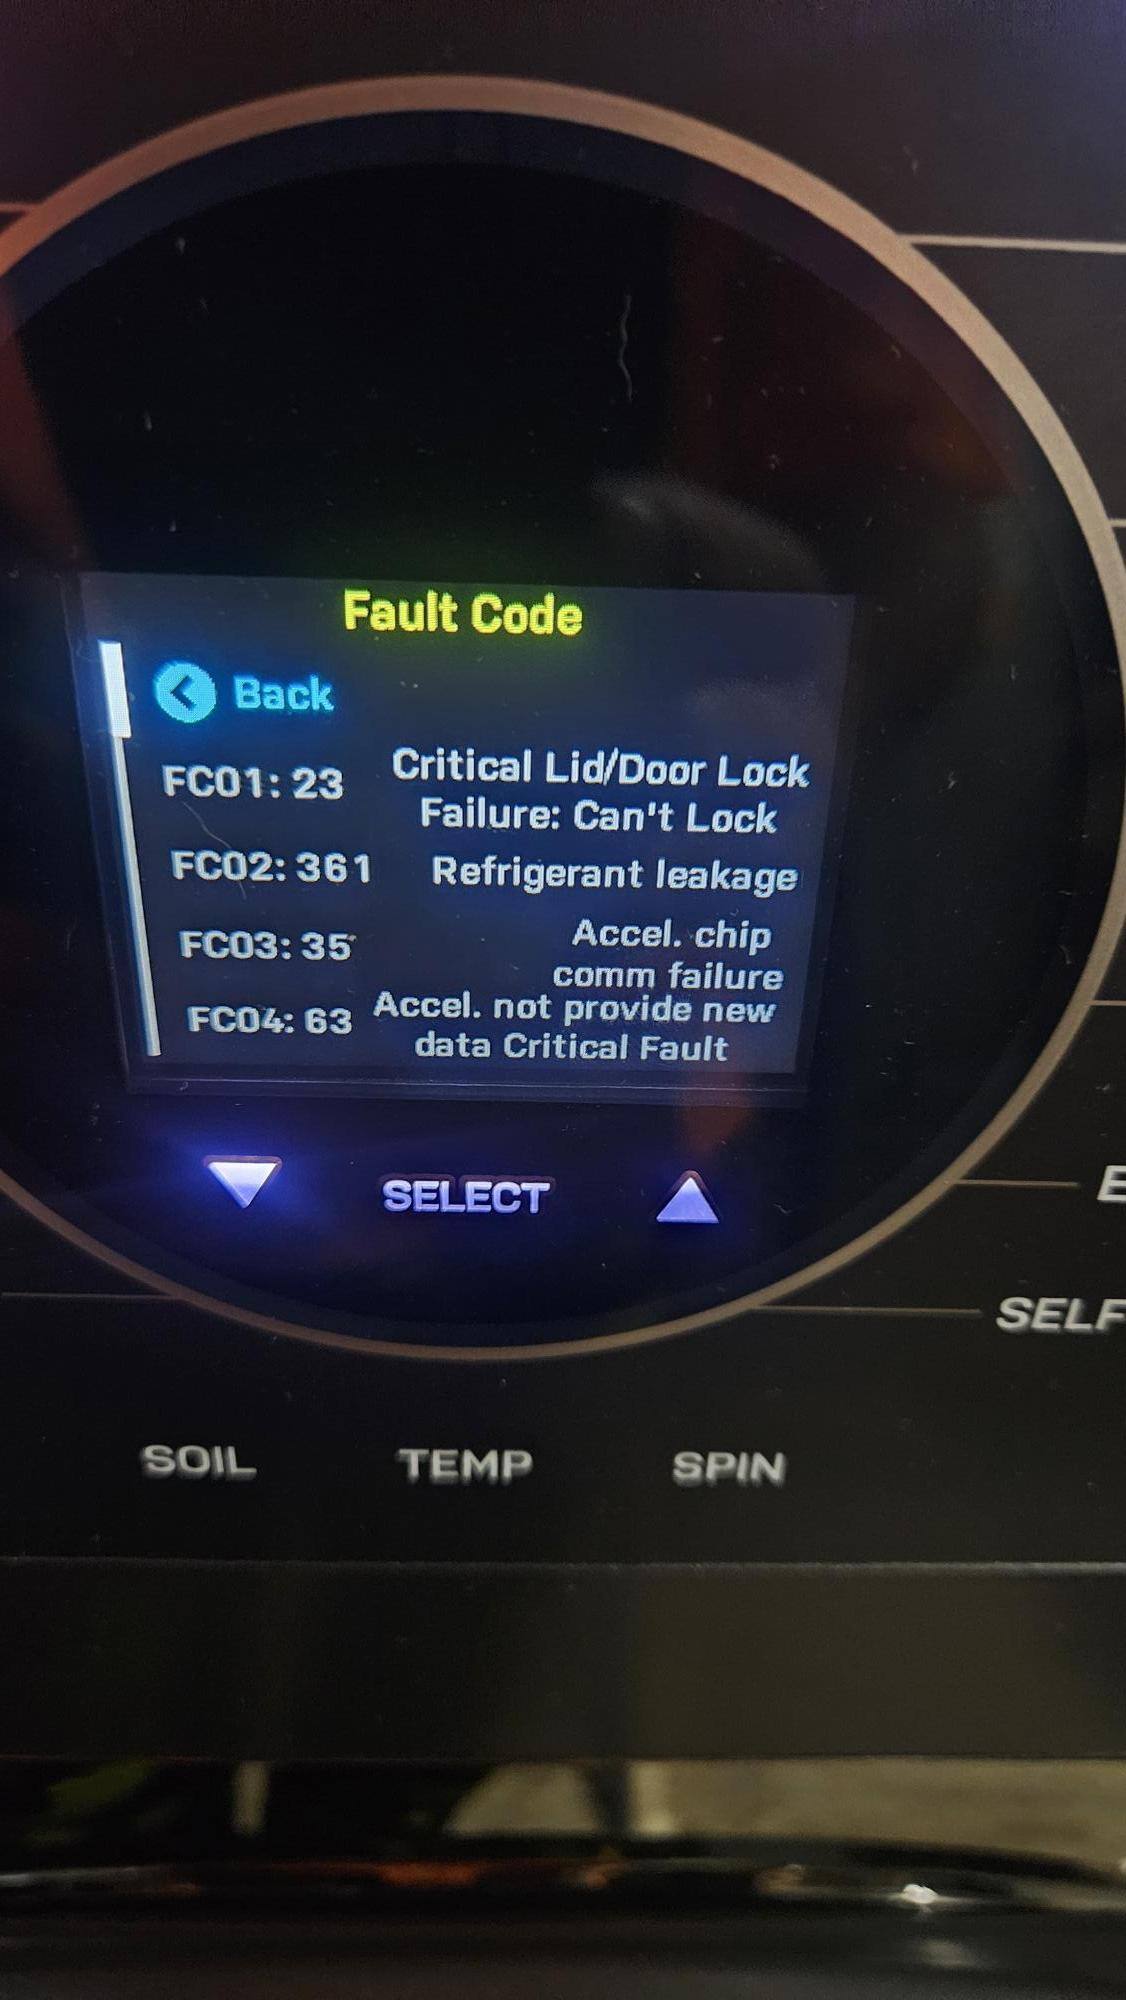 Fault Code
Back
FC01: 23 Critical Lid/Door Lock
Failure: Can't Lock
FC02: 361 Refrigerant leakage
FC03: 35 Accel. chip
comm failure
FC04: 63 Accel. not provide new
data Critical Fault
SELECT
E
SELF
SOIL TEMP SPIN